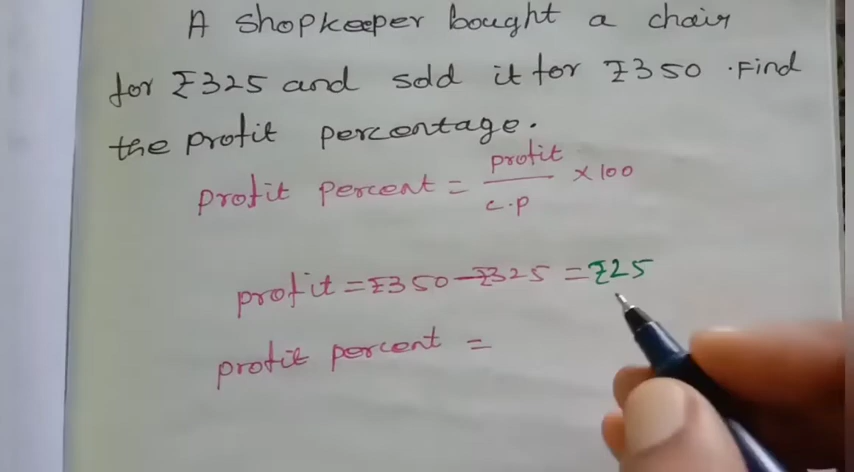 A shopkeeper bought a chair
for ₹325 and sold it for ₹350. Find
the profit percentage.
profit percent = profit/c.p × 100
profit = ₹350 - ₹325 = ₹25
profit percent =